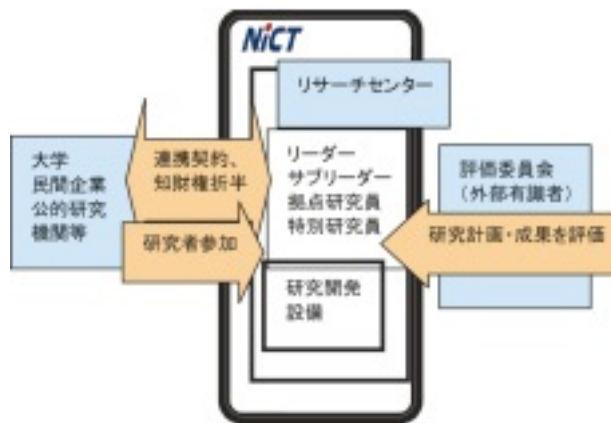 NiCT
リサーチセンター
大学
民間企業
公的研究
機関等
連携契約、
知財権折半
研究者参加
リーダー
サブリーダー
拠点研究員
特別研究員
研究開発
設備
評価委員会
(外部有識者)
研究計画・成果を評価